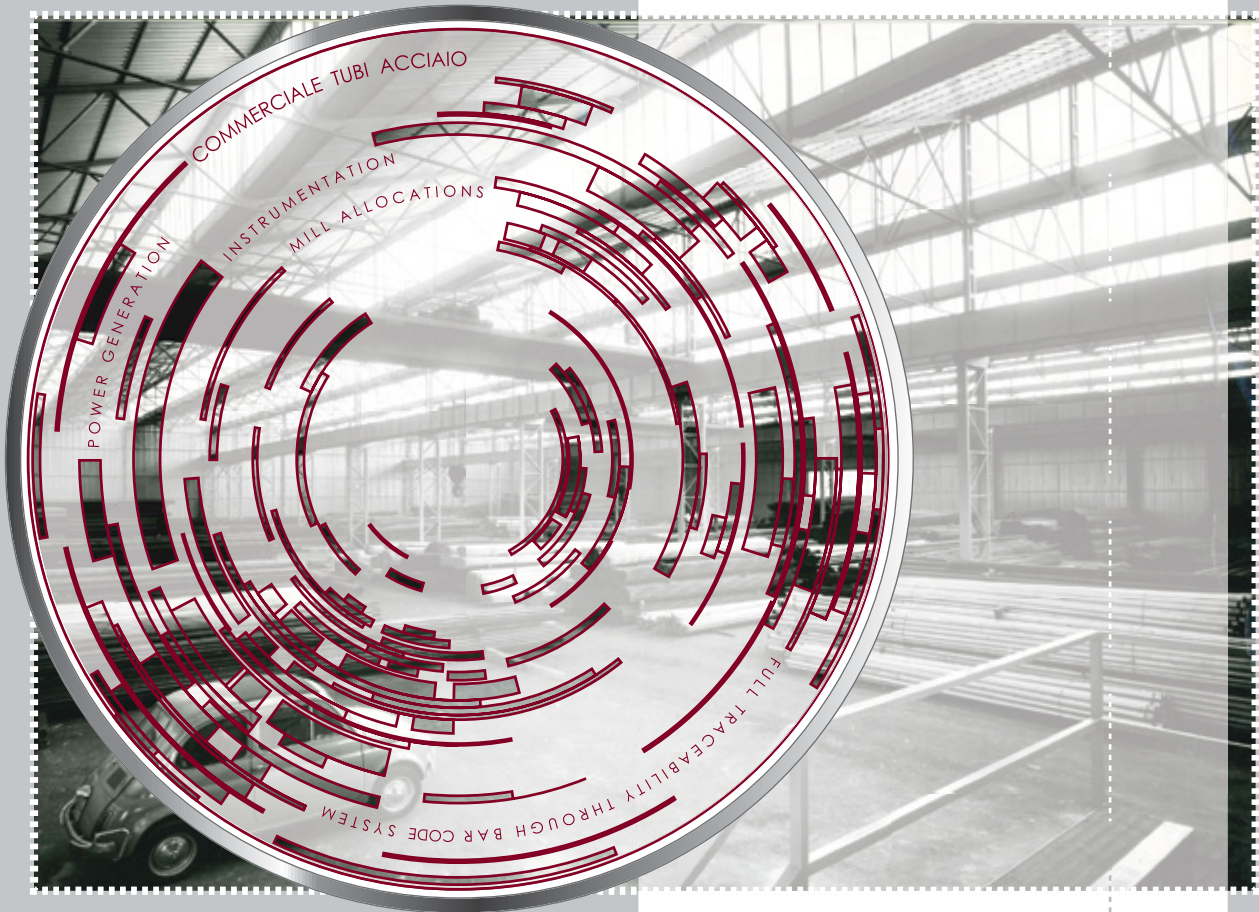 COMMERCIALE TUBI ACCIAIO
INSTRUMENTATION
MILL ALLOCATIONS
POWER GENERATION
FULL TRACEABILITY THROUGH BAR CODE SYSTEM